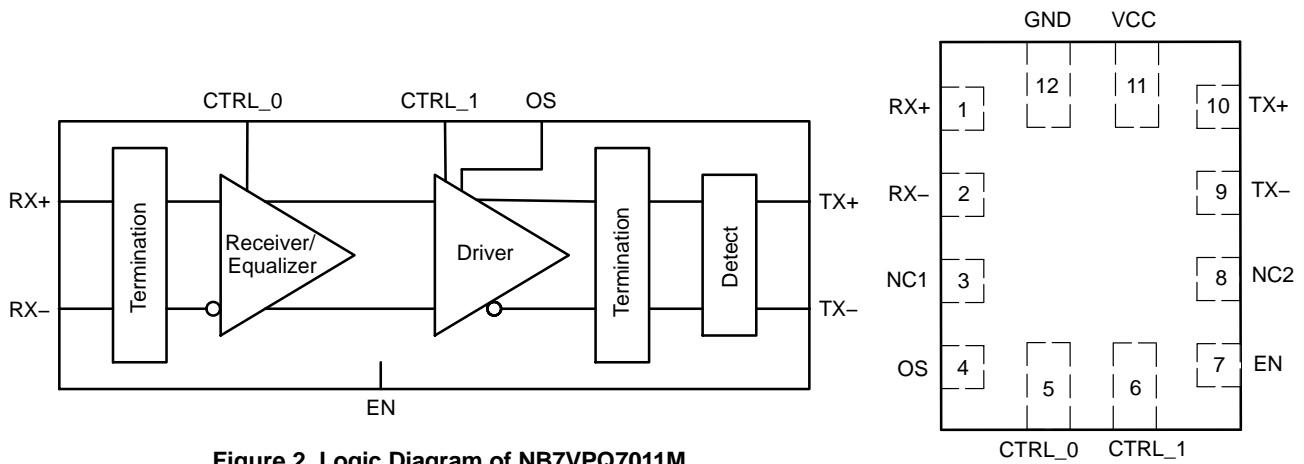 CTRL_0 CTRL_1 OS
RX+
RX–
Termination
Receiver/
Equalizer
Driver
Termination
Detect
TX+
TX–
EN
Figure 2. Logic Diagram of NB7VPQ7011M
GND VCC
12 11
RX+ 1 10 TX+
RX– 2 9 TX–
NC1 3 8 NC2
OS 4 7 EN
5 6
CTRL_0 CTRL_1